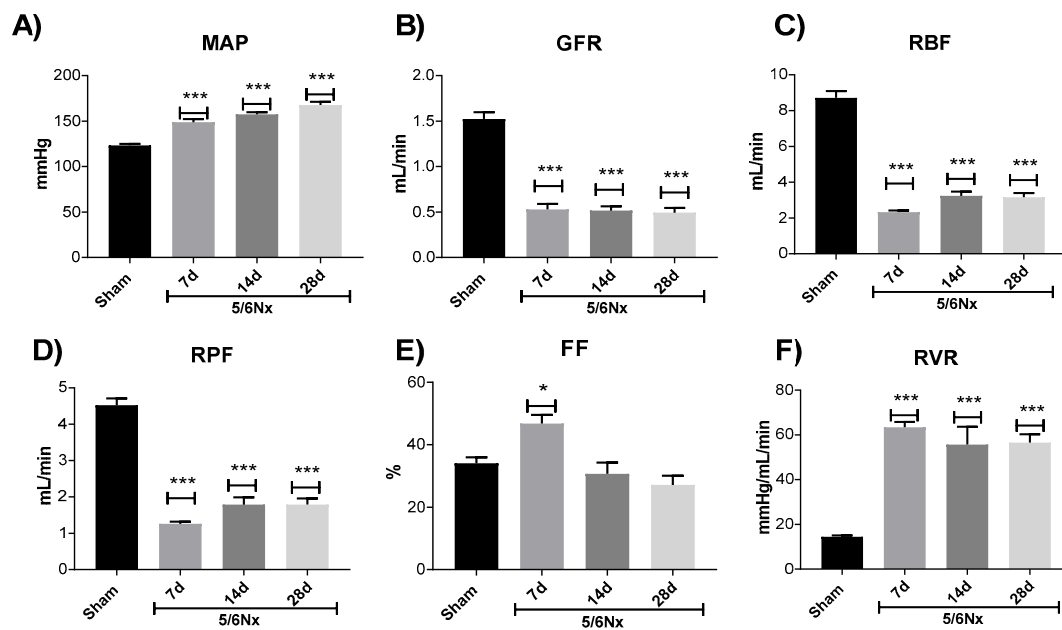 A)
MAP
mmHg
200
150
100
50
0
***
***
***
Sham
7d
14d
28d
5/6Nx
B)
GFR
mL/min
2.0
1.5
1.0
0.5
0.0
***
***
***
Sham
7d
14d
28d
5/6Nx
C)
RBF
mL/min
10
8
6
4
2
0
***
***
***
Sham
7d
14d
28d
5/6Nx
D)
RPF
mL/min
5
4
3
2
1
0
***
***
***
Sham
7d
14d
28d
5/6Nx
E)
FF
%
60
40
20
0
*
Sham
7d
14d
28d
5/6Nx
F)
RVR
mmHg/mL/min
80
60
40
20
0
***
***
***
Sham
7d
14d
28d
5/6Nx